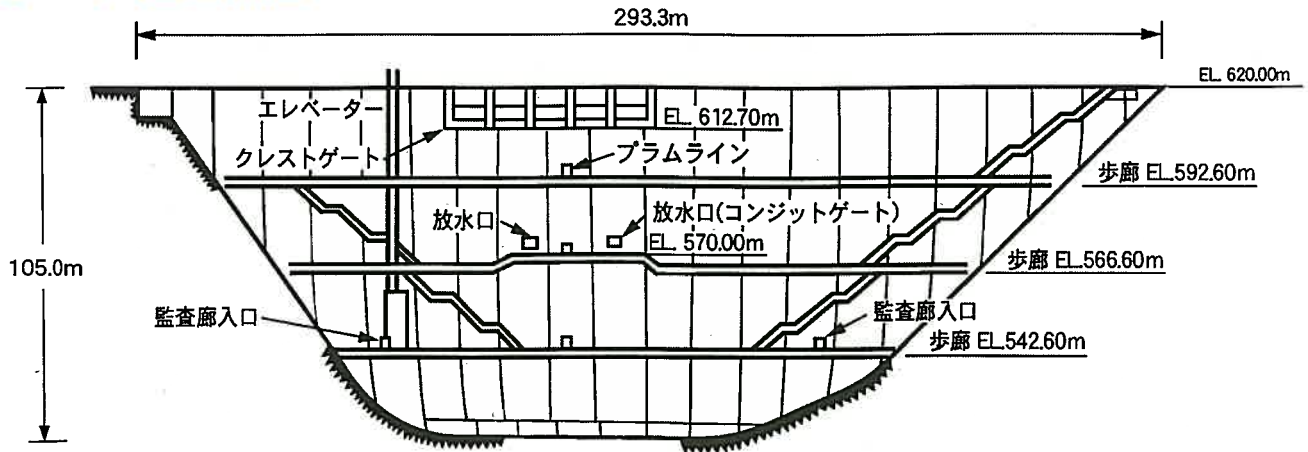 293.3m
EL. 620.00m
エレベーター
EL. 612.70m
クレストゲート
プラムライン
歩廊 EL.592.60m
放水口
放水口(コンジットゲート)
EL. 570.00m
105.0m
歩廊 EL.566.60m
監査廊入口
監査廊入口
歩廊 EL.542.60m